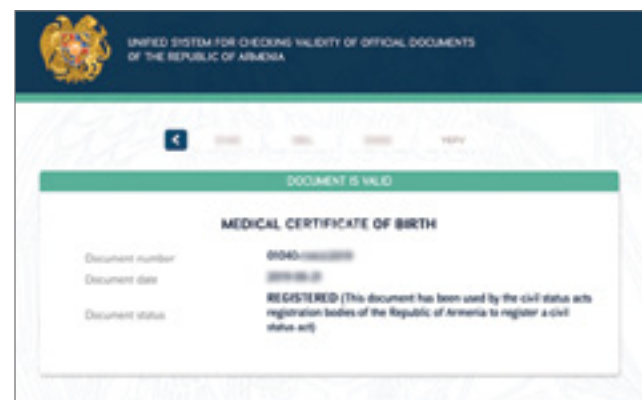 UNIFIED SYSTEM FOR CHECKING VALIDITY OF OFFICIAL DOCUMENTS
OF THE REPUBLIC OF ARMENIA
DOCUMENT IS VALID
MEDICAL CERTIFICATE OF BIRTH
Document number 01040
Document date
Document status REGISTERED (This document has been used by the civil status acts
registration bodies of the Republic of Armenia to register a civil
status act)